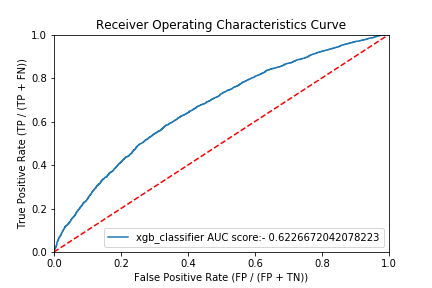 Receiver Operating Characteristics Curve
True Positive Rate (TP / (TP + FN))
1.0
0.8
0.6
0.4
0.2
0.0
xgb_classifier AUC score:- 0.6226672042078223
0.0 0.2 0.4 0.6 0.8 1.0
False Positive Rate (FP / (FP + TN))